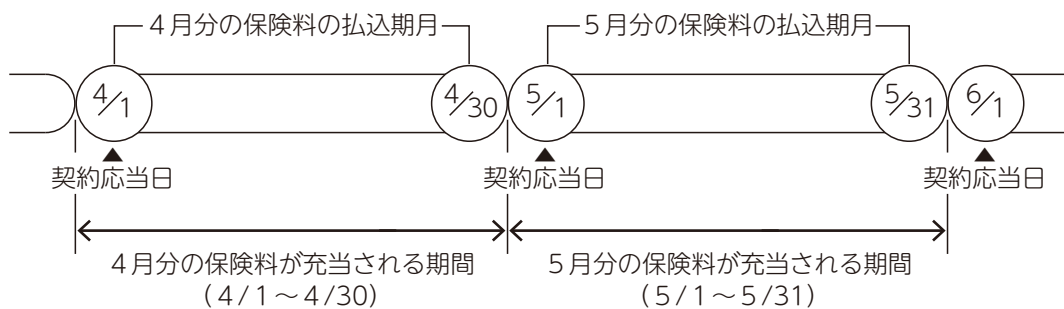 4月分の保険料の払込期月
5月分の保険料の払込期月
4/1
4/30
5/1
5/31
6/1
契約応当日
契約応当日
契約応当日
4月分の保険料が充当される期間
(4/1~4/30)
5月分の保険料が充当される期間
(5/1~5/31)